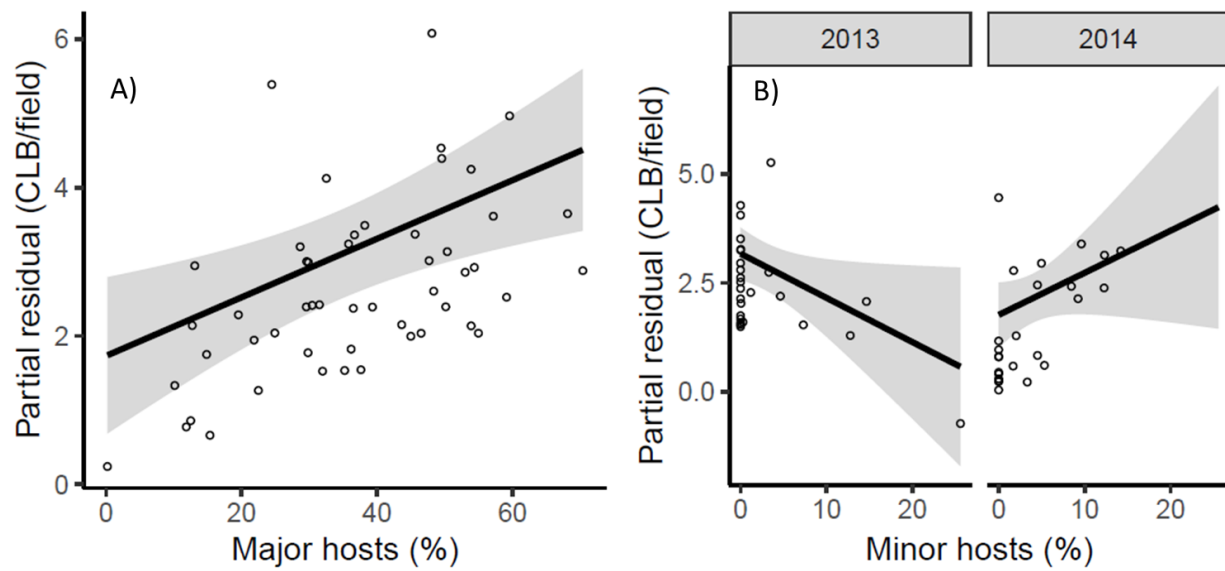 A)
Partial residual (CLB/field)
6
4
2
0
0 20 40 60
Major hosts (%)
2013 2014
B)
Partial residual (CLB/field)
5.0
2.5
0.0
0 10 20 0 10 20
Minor hosts (%)